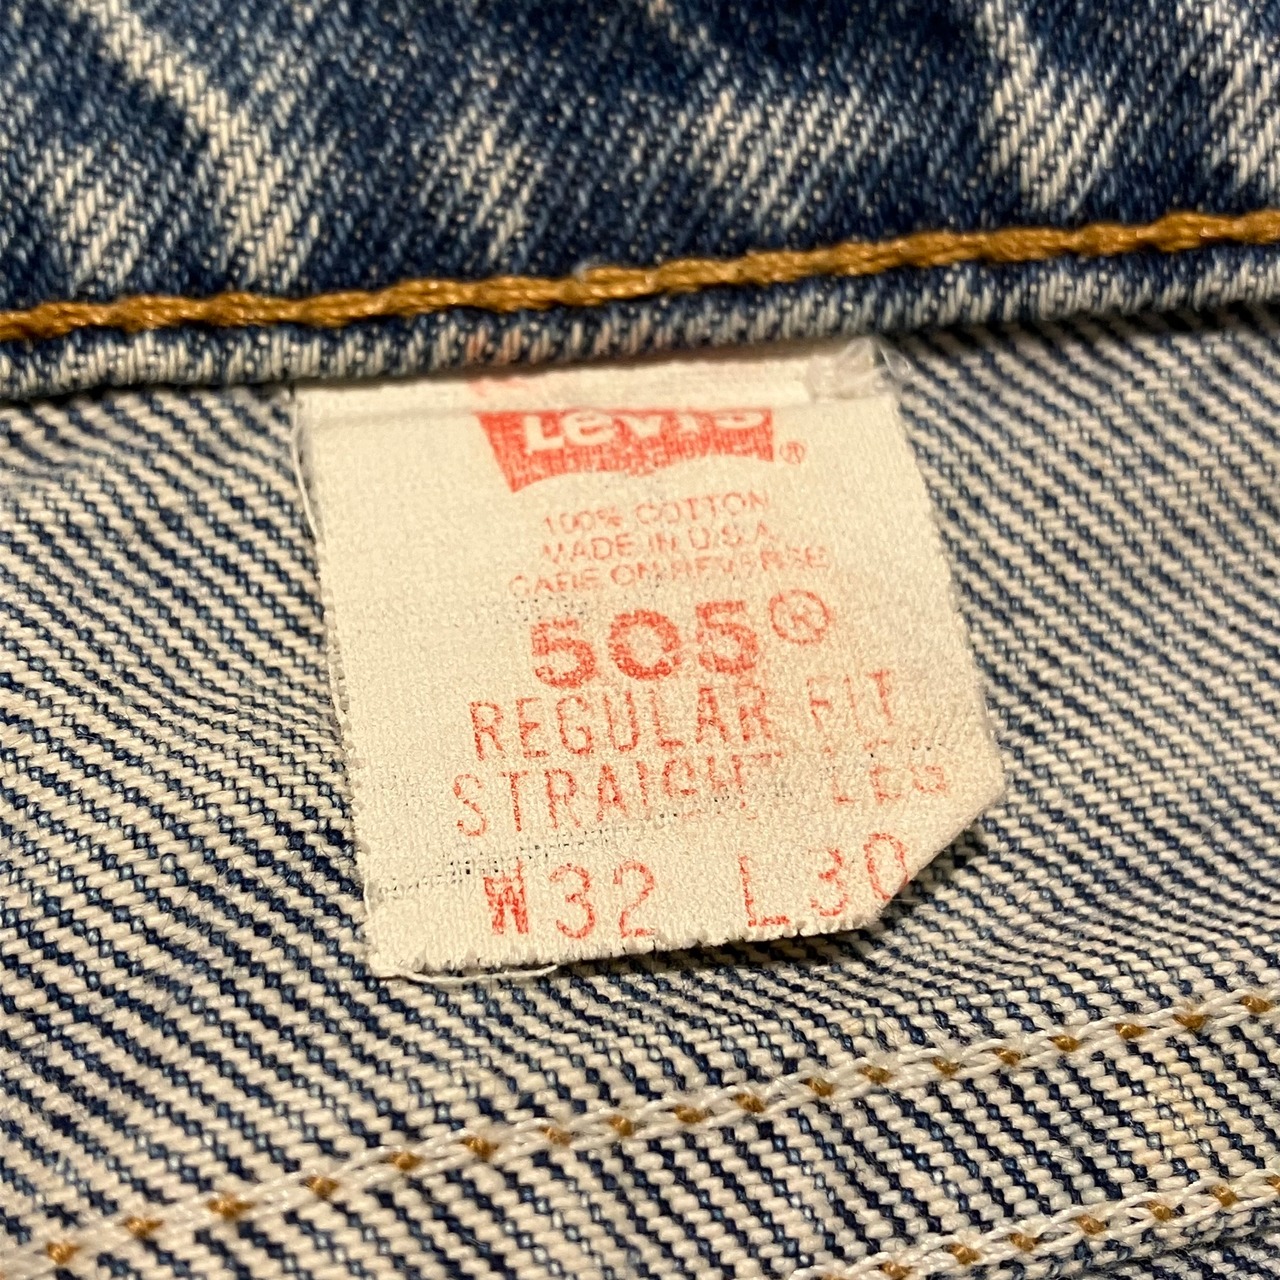 LEVI'S®
100% COTTON
MADE IN U.S.A.
CARE ON REVERSE
505®
REGULAR FIT
STRAIGHT LEG
W32 L30